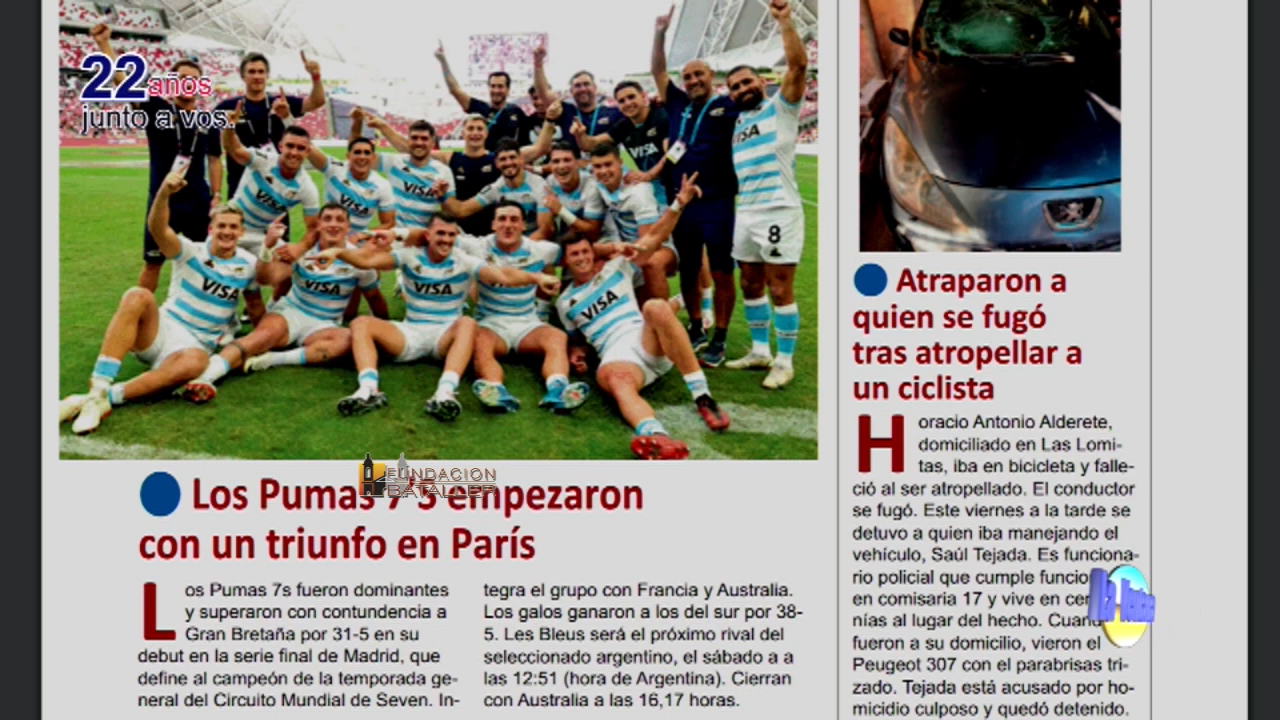 22 años
junto a vos.
VISA
VISA
VISA
VISA
VISA
VISA
VISA
VISA
VISA
8
FUNDACION
BATALLER
Los Pumas 7's empezaron
con un triunfo en París
Los Pumas 7s fueron dominantes
y superaron con contundencia a
Gran Bretaña por 31-5 en su
debut en la serie final de Madrid, que
define al campeón de la temporada ge-
neral del Circuito Mundial de Seven. In-
tegra el grupo con Francia y Australia.
Los galos ganaron a los del sur por 38-
5. Les Bleus será el próximo rival del
seleccionado argentino, el sábado a a
las 12:51 (hora de Argentina). Cierran
con Australia a las 16,17 horas.
Atraparon a
quien se fugó
tras atropellar a
un ciclista
Horacio Antonio Alderete,
domiciliado en Las Lomi-
tas, iba en bicicleta y falle-
ció al ser atropellado. El conductor
se fugó. Este viernes a la tarde se
detuvo a quien iba manejando el
vehículo, Saúl Tejada. Es funciona-
rio policial que cumple funcio
en comisaria 17 y vive en cer
nías al lugar del hecho. Cuand
fueron a su domicilio, vieron el
Peugeot 307 con el parabrisas tri-
zado. Tejada está acusado por ho-
micidio culposo y quedó detenido.